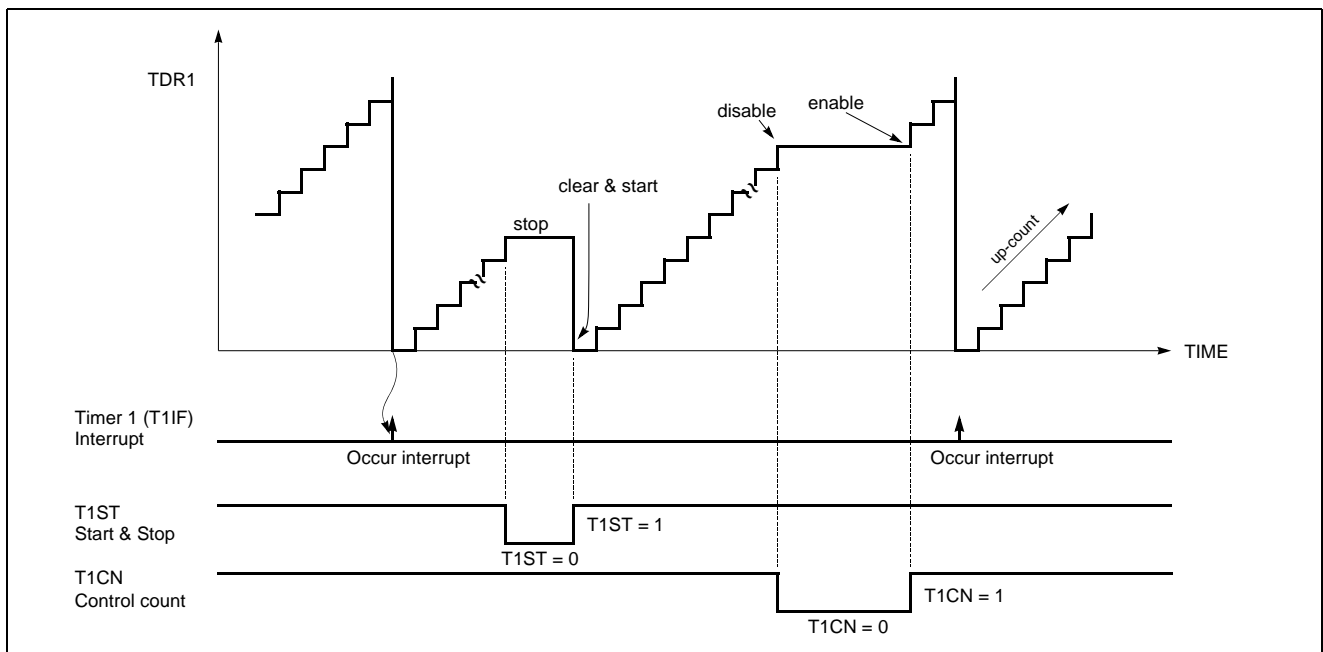 TDR1
disable
enable
clear & start
stop
up-count
TIME
Timer 1 (T1IF)
Interrupt
Occur interrupt
Occur interrupt
T1ST
Start & Stop
T1ST = 1
T1ST = 0
T1CN
Control count
T1CN = 1
T1CN = 0